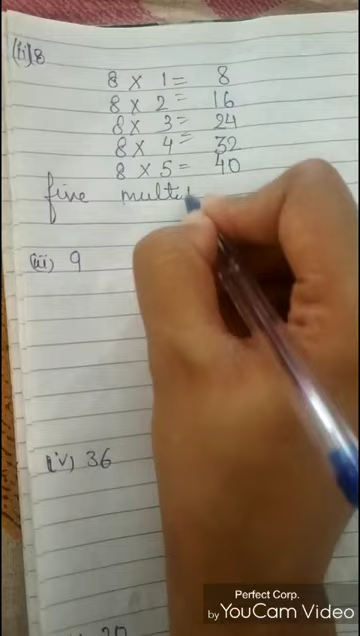 (ii) 8
8 × 1 = 8
8 × 2 = 16
8 × 3 = 24
8 × 4 = 32
8 × 5 = 40
five
(iii) 9
(iv) 36
Perfect Corp.
by YouCam Video